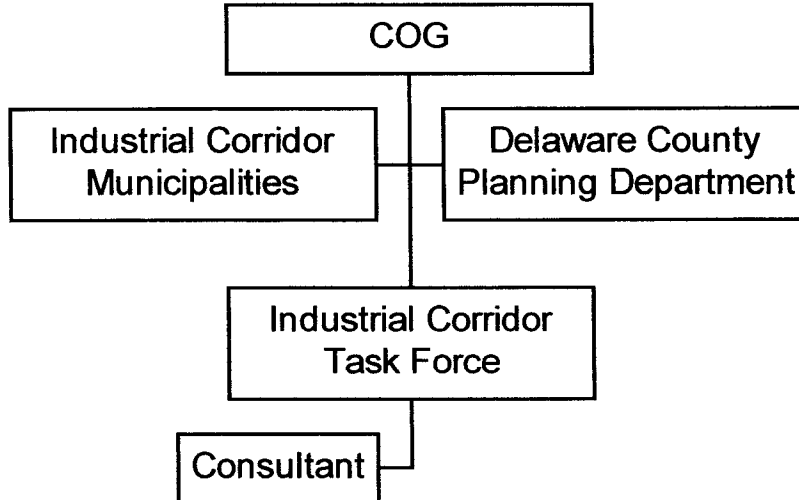 COG
Industrial Corridor
Municipalities
Delaware County
Planning Department
Industrial Corridor
Task Force
Consultant